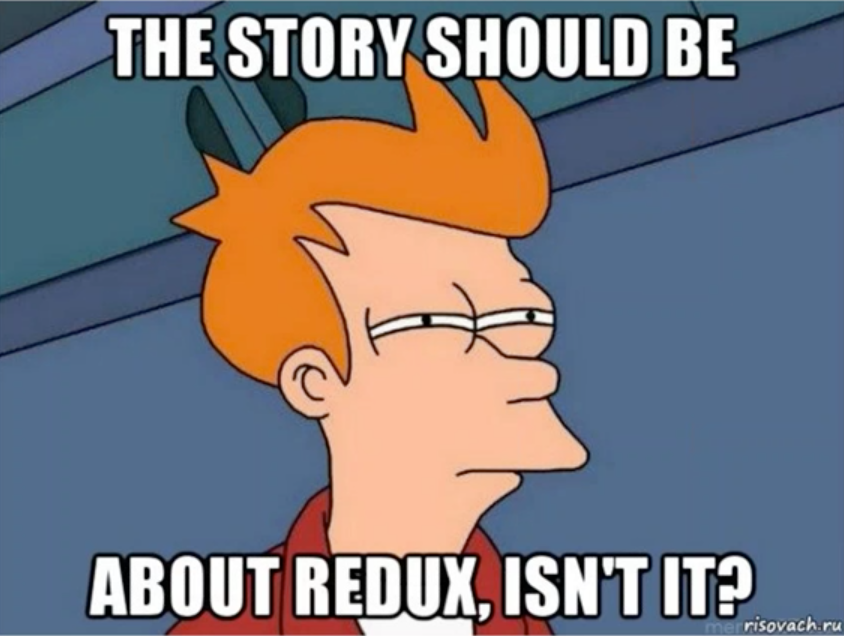 THE STORY SHOULD BE
ABOUT REDUX, ISN'T IT?
risovach.ru